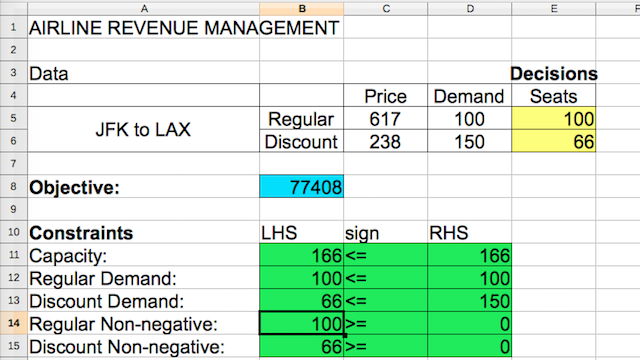 A B C D E F
1 AIRLINE REVENUE MANAGEMENT
2
3 Data Decisions
4 Price Demand Seats
5 JFK to LAX Regular 617 100 100
6 Discount 238 150 66
7
8 Objective: 77408
9
10 Constraints LHS sign RHS
11 Capacity: 166 <= 166
12 Regular Demand: 100 <= 100
13 Discount Demand: 66 <= 150
14 Regular Non-negative: 100 >= 0
15 Discount Non-negative: 66 >= 0